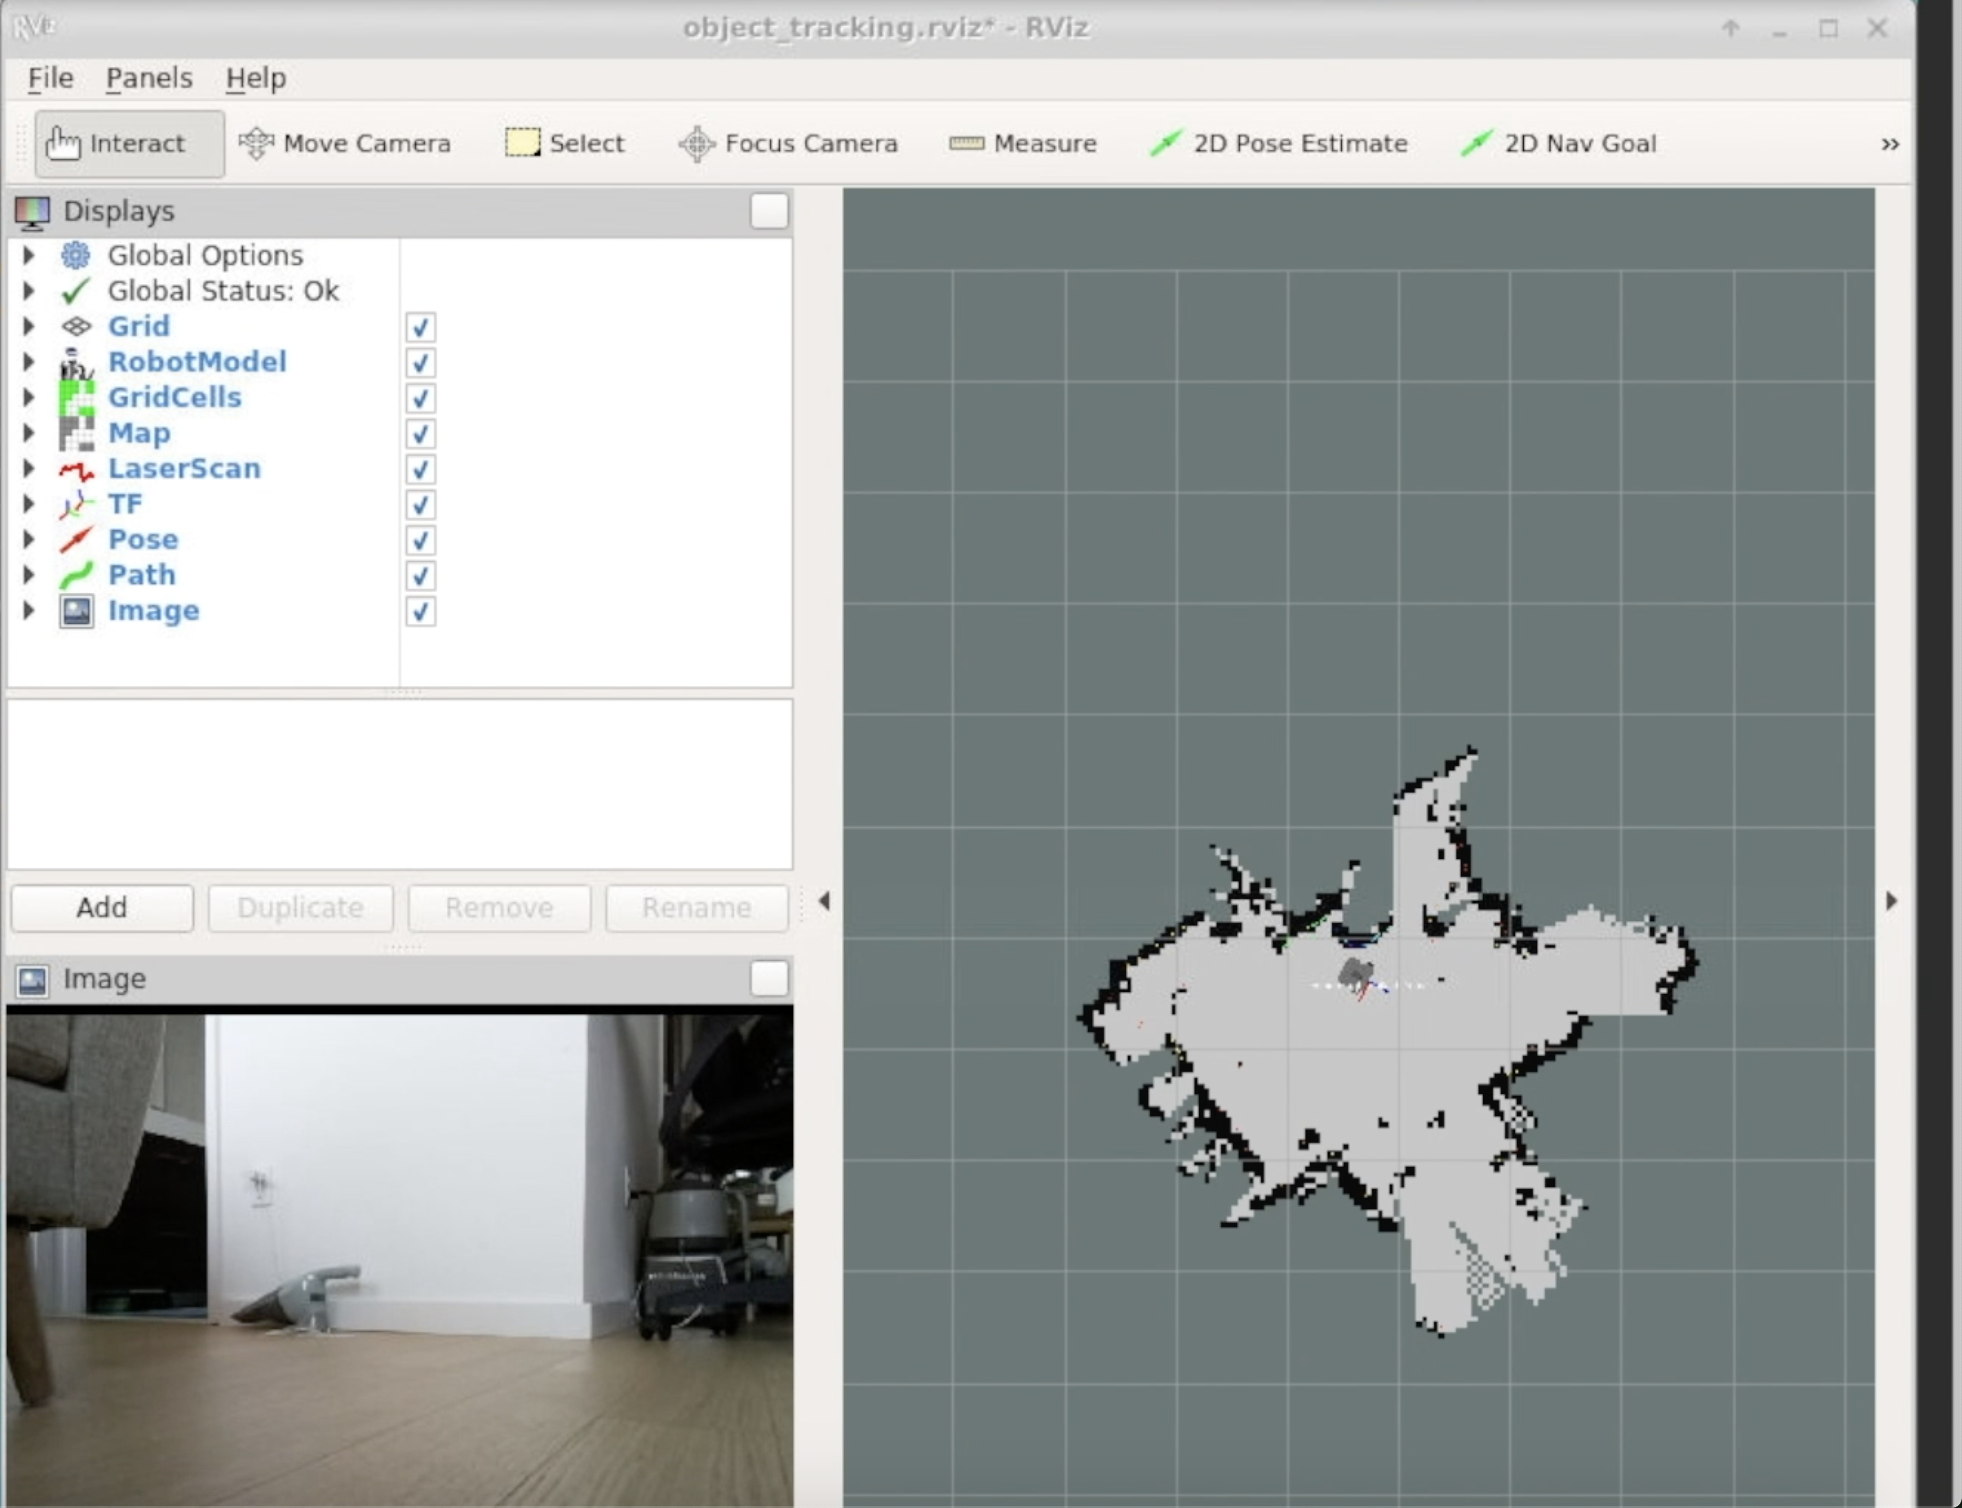 RViz
object_tracking.rviz* - RViz
File Panels Help
Interact Move Camera Select Focus Camera Measure 2D Pose Estimate 2D Nav Goal »
Displays
Global Options
Global Status: Ok
Grid
RobotModel
GridCells
Map
LaserScan
TF
Pose
Path
Image
Add Duplicate Remove Rename
Image